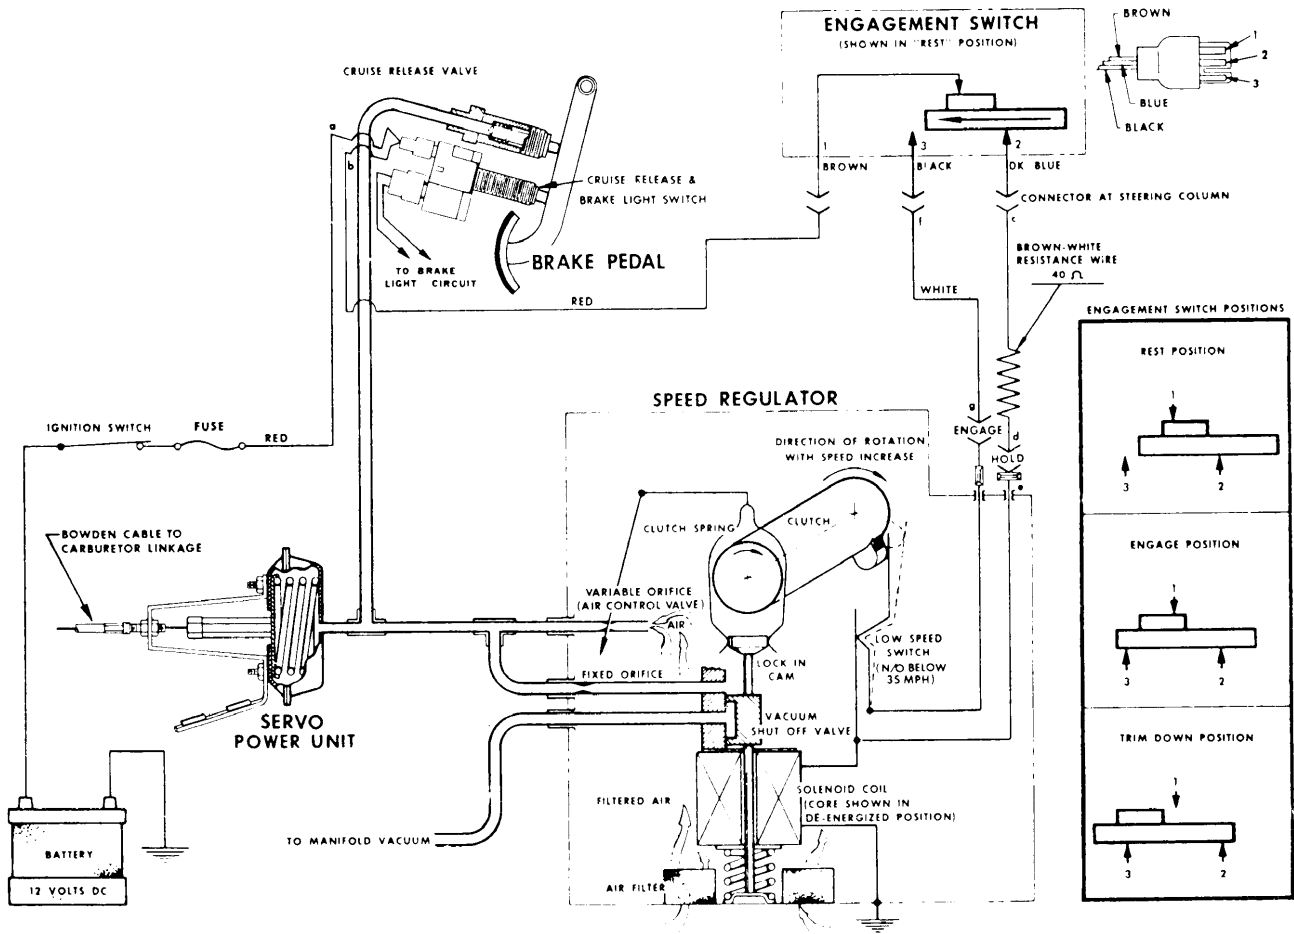 ENGAGEMENT SWITCH
(SHOWN IN "REST" POSITION)
BROWN
1
2
3
BLUE
BLACK
CRUISE RELEASE VALVE
a
b
CRUISE RELEASE &
BRAKE LIGHT SWITCH
TO BRAKE
LIGHT CIRCUIT
BRAKE PEDAL
RED
1
BROWN
3
BLACK
2
DK BLUE
CONNECTOR AT STEERING COLUMN
f
c
BROWN-WHITE
RESISTANCE WIRE
40 Ω
WHITE
ENGAGEMENT SWITCH POSITIONS
REST POSITION
1
3
2
ENGAGE POSITION
1
3
2
TRIM DOWN POSITION
1
3
2
SPEED REGULATOR
g
ENGAGE
d
HOLD
e
IGNITION SWITCH
FUSE
RED
DIRECTION OF ROTATION
WITH SPEED INCREASE
CLUTCH SPRING
CLUTCH
BOWDEN CABLE TO
CARBURETOR LINKAGE
VARIABLE ORIFICE
(AIR CONTROL VALVE)
AIR
LOW SPEED
SWITCH
(N/O BELOW
35 MPH)
LOCK IN
CAM
FIXED ORIFICE
SERVO
POWER UNIT
VACUUM
SHUT OFF VALVE
FILTERED AIR
SOLENOID COIL
(CORE SHOWN IN
DE-ENERGIZED POSITION)
TO MANIFOLD VACUUM
AIR FILTER
BATTERY
12 VOLTS DC